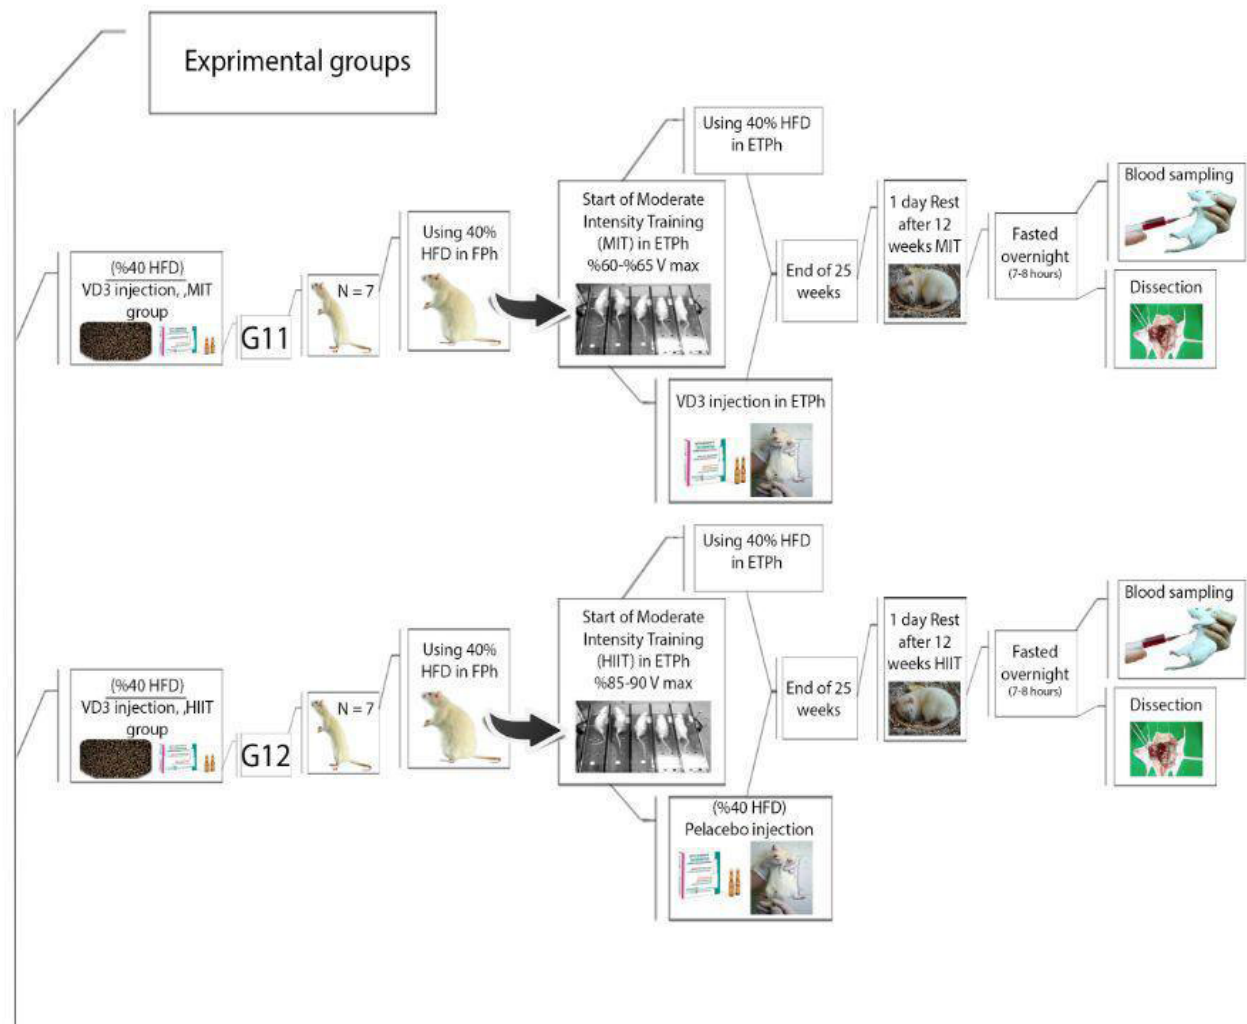 Exprimental groups
(%40 HFD)
VD3 injection, ,MIT
group
G11
N = 7
Using 40%
HFD in FPh
Start of Moderate
Intensity Training
(MIT) in ETPh
%60-%65 V max
Using 40% HFD
in ETPh
VD3 injection in ETPh
End of 25
weeks
1 day Rest
after 12
weeks MIT
Fasted
overnight
(7-8 hours)
Blood sampling
Dissection
(%40 HFD)
VD3 injection, ,HIIT
group
G12
N = 7
Using 40%
HFD in FPh
Start of Moderate
Intensity Training
(HIIT) in ETPh
%85-90 V max
Using 40% HFD
in ETPh
(%40 HFD)
Pelacebo injection
End of 25
weeks
1 day Rest
after 12
weeks HIIT
Fasted
overnight
(7-8 hours)
Blood sampling
Dissection